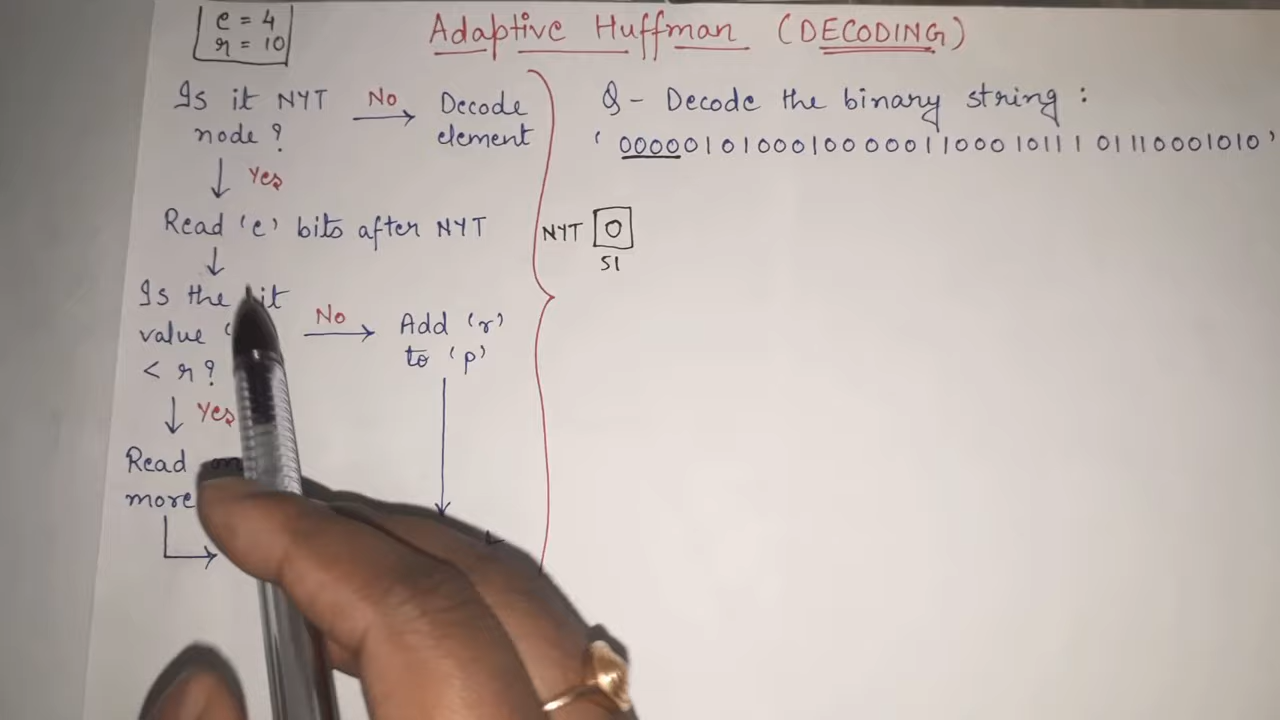 e = 4
r = 10
Adaptive Huffman (DECODING)
Is it NYT
node ?
No
Decode
element
Yes
Read 'e' bits after NYT
Is the
value
< r ?
No
Add 'r'
to 'p'
Yes
Read
more
Q - Decode the binary string :
' 00000101000100000110001011101110001010 '
NYT 0
51